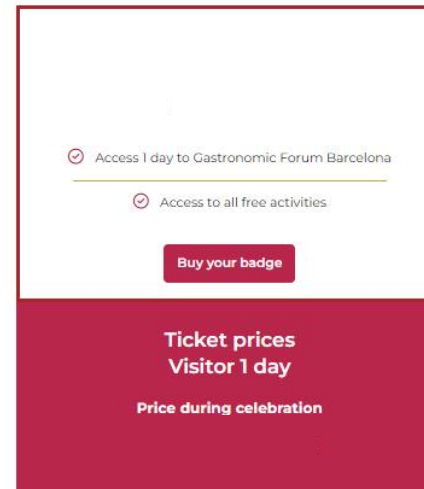 Access 1 day to Gastronomic Forum Barcelona
Access to all free activities
Buy your badge
Ticket prices
Visitor 1 day
Price during celebration